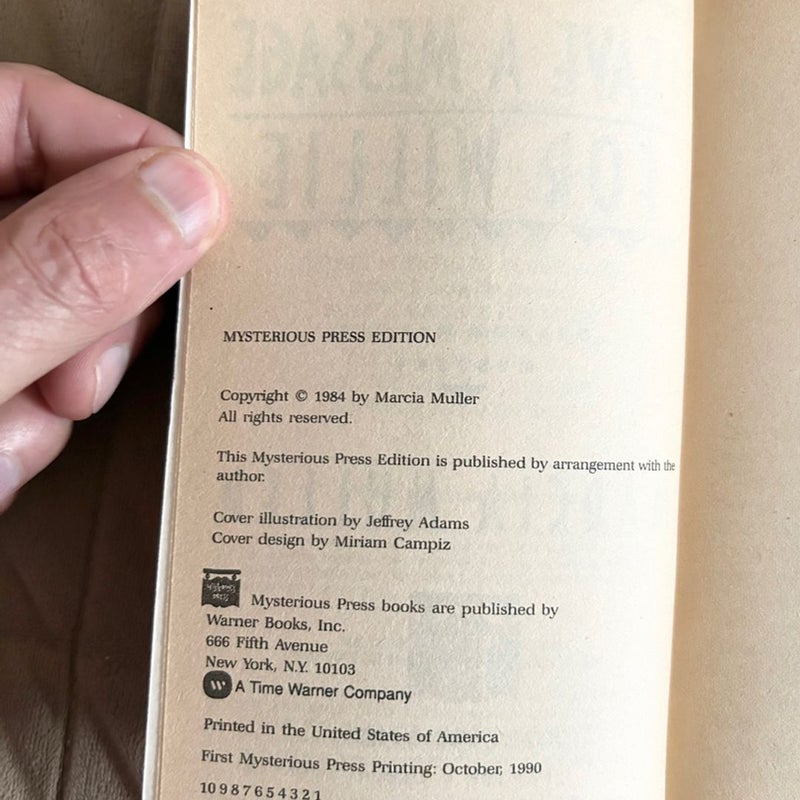 MYSTERIOUS PRESS EDITION
Copyright © 1984 by Marcia Muller
All rights reserved.
This Mysterious Press Edition is published by arrangement with the
author.
Cover illustration by Jeffrey Adams
Cover design by Miriam Campiz
Mysterious Press books are published by
Warner Books, Inc.
666 Fifth Avenue
New York, N.Y. 10103
W A Time Warner Company
Printed in the United States of America
First Mysterious Press Printing: October, 1990
10 9 8 7 6 5 4 3 2 1